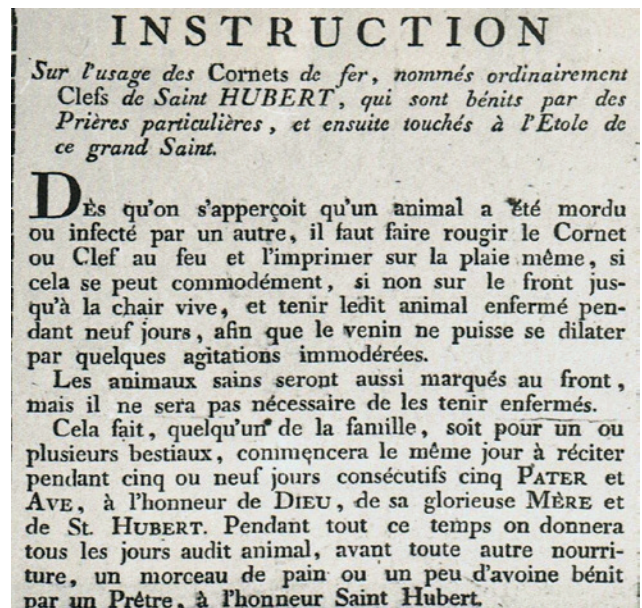 INSTRUCTION
Sur l'usage des Cornets de fer, nommés ordinairement
Clefs de Saint HUBERT, qui sont bénits par des
Prières particulières, et ensuite touchés à l'Etole de
ce grand Saint.
Dès qu'on s'apperçoit qu'un animal a été mordu
ou infecté par un autre, il faut faire rougir le Cornet
ou Clef au feu et l'imprimer sur la plaie même, si
cela se peut commodément, si non sur le front jus-
qu'à la chair vive, et tenir ledit animal enfermé pen-
dant neuf jours, afin que le venin ne puisse se dilater
par quelques agitations immodérées.
Les animaux sains seront aussi marqués au front,
mais il ne sera pas nécessaire de les tenir enfermés.
Cela fait, quelqu'un de la famille, soit pour un ou
plusieurs bestiaux, commencera le même jour à réciter
pendant cinq ou neuf jours consécutifs cinq PATER et
AVE, à l'honneur de DIEU, de sa glorieuse MÈRE et
de St. HUBERT. Pendant tout ce temps on donnera
tous les jours audit animal, avant toute autre nourri-
ture, un morceau de pain ou un peu d'avoine bénit
par un Prêtre, à l'honneur Saint Hubert.